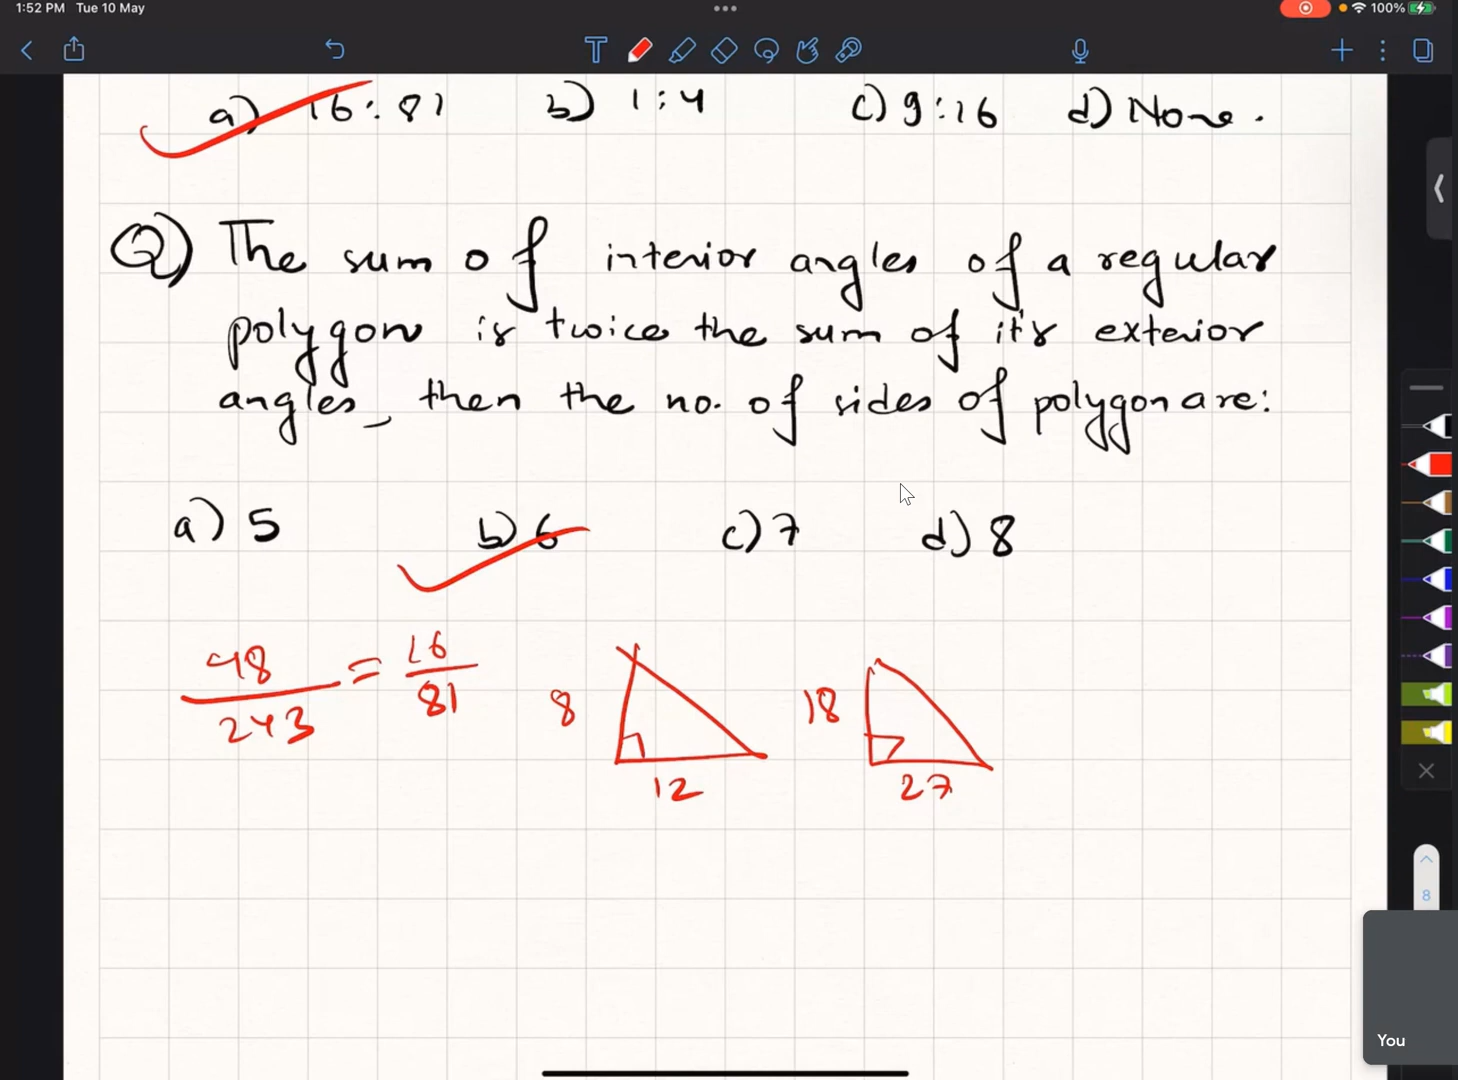 1:52 PM Tue 10 May
100%
a) 16:81 b) 1:4 c) 9:16 d) None.
Q) The sum of interior angles of a regular
polygon is twice the sum of it's exterior
angles, then the no. of sides of polygon are:
a) 5 b) 6 c) 7 d) 8
48/243 = 16/81
8
12
18
27
8
You